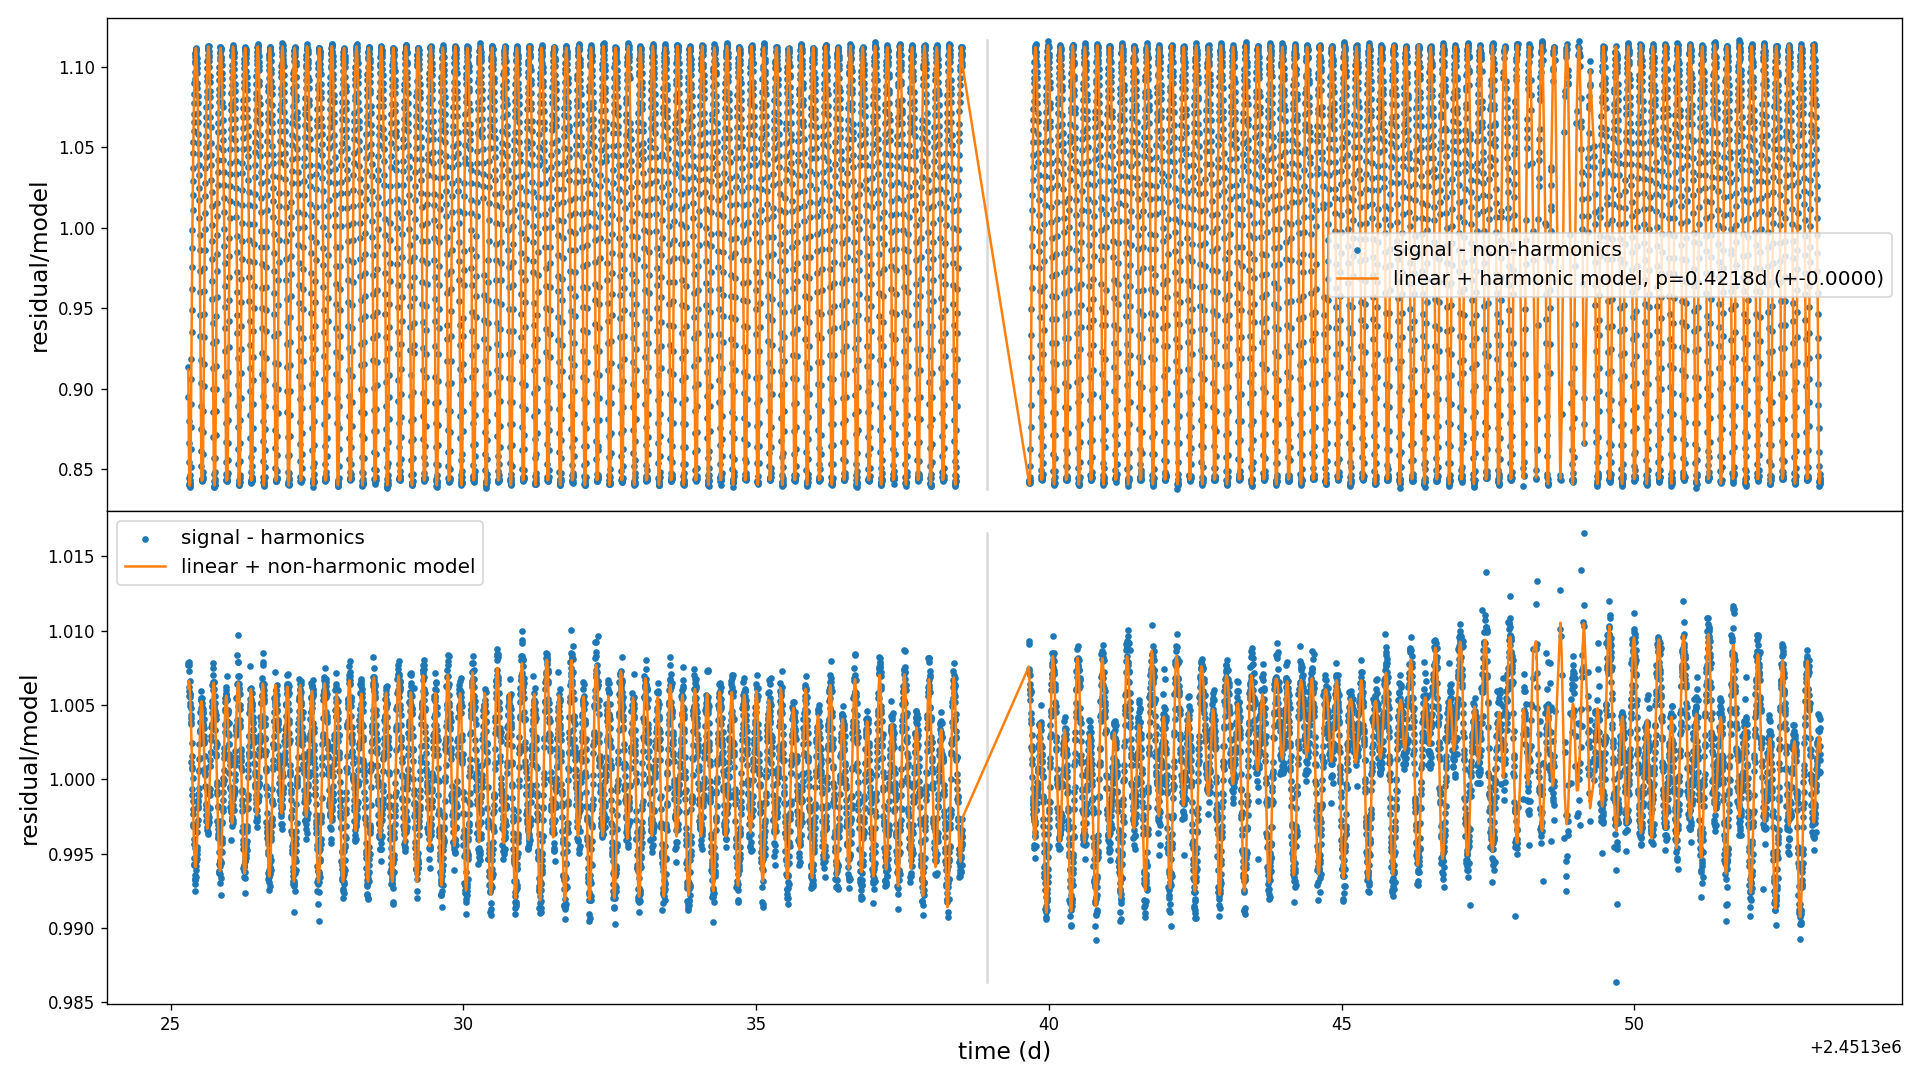 1.10
1.05
1.00
0.95
0.90
0.85
residual/model
signal - non-harmonics
linear + harmonic model, p=0.4218d (+-0.0000)
signal - harmonics
linear + non-harmonic model
1.015
1.010
1.005
1.000
0.995
0.990
0.985
residual/model
25 30 35 40 45 50
time (d)
+2.4513e6